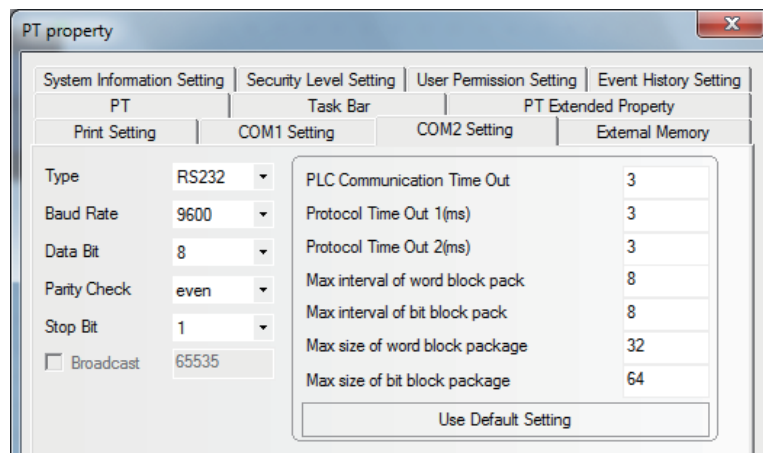 PT property
System Information Setting Security Level Setting User Permission Setting Event History Setting
PT Task Bar PT Extended Property
Print Setting COM1 Setting COM2 Setting External Memory
Type RS232
Baud Rate 9600
Data Bit 8
Parity Check even
Stop Bit 1
Broadcast 65535
PLC Communication Time Out 3
Protocol Time Out 1(ms) 3
Protocol Time Out 2(ms) 3
Max interval of word block pack 8
Max interval of bit block pack 8
Max size of word block package 32
Max size of bit block package 64
Use Default Setting